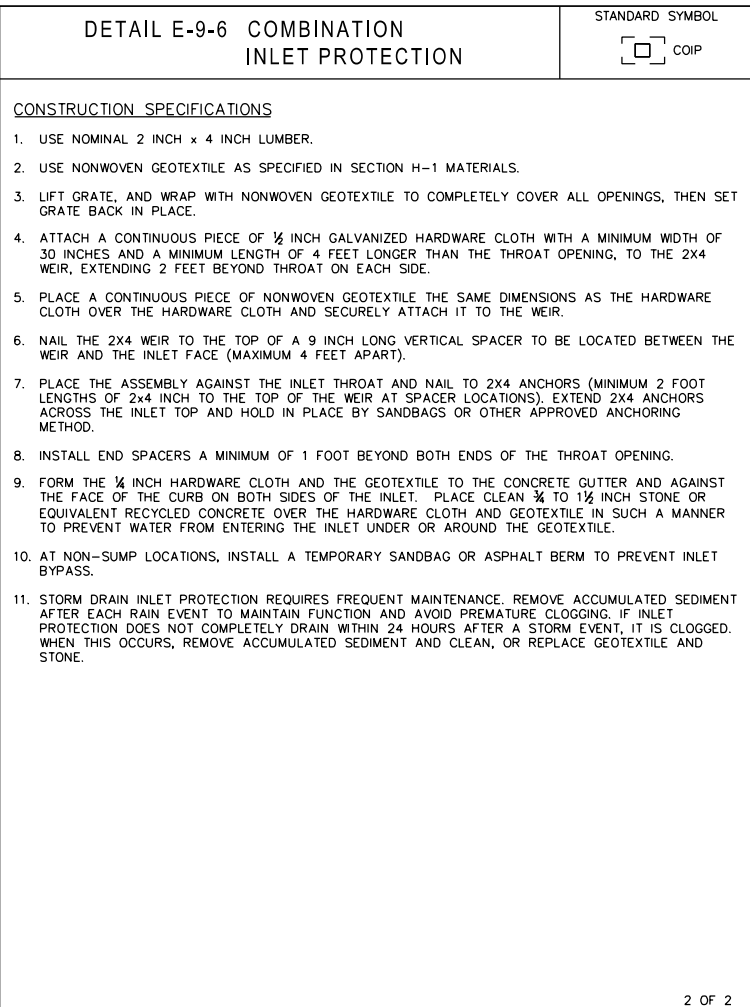 DETAIL E-9-6 COMBINATION
INLET PROTECTION
STANDARD SYMBOL
COIP
CONSTRUCTION SPECIFICATIONS
1. USE NOMINAL 2 INCH x 4 INCH LUMBER.
2. USE NONWOVEN GEOTEXTILE AS SPECIFIED IN SECTION H-1 MATERIALS.
3. LIFT GRATE, AND WRAP WITH NONWOVEN GEOTEXTILE TO COMPLETELY COVER ALL OPENINGS, THEN SET
GRATE BACK IN PLACE.
4. ATTACH A CONTINUOUS PIECE OF ½ INCH GALVANIZED HARDWARE CLOTH WITH A MINIMUM WIDTH OF
30 INCHES AND A MINIMUM LENGTH OF 4 FEET LONGER THAN THE THROAT OPENING, TO THE 2X4
WEIR, EXTENDING 2 FEET BEYOND THROAT ON EACH SIDE.
5. PLACE A CONTINUOUS PIECE OF NONWOVEN GEOTEXTILE THE SAME DIMENSIONS AS THE HARDWARE
CLOTH OVER THE HARDWARE CLOTH AND SECURELY ATTACH IT TO THE WEIR.
6. NAIL THE 2X4 WEIR TO THE TOP OF A 9 INCH LONG VERTICAL SPACER TO BE LOCATED BETWEEN THE
WEIR AND THE INLET FACE (MAXIMUM 4 FEET APART).
7. PLACE THE ASSEMBLY AGAINST THE INLET THROAT AND NAIL TO 2X4 ANCHORS (MINIMUM 2 FOOT
LENGTHS OF 2x4 INCH TO THE TOP OF THE WEIR AT SPACER LOCATIONS). EXTEND 2X4 ANCHORS
ACROSS THE INLET TOP AND HOLD IN PLACE BY SANDBAGS OR OTHER APPROVED ANCHORING
METHOD.
8. INSTALL END SPACERS A MINIMUM OF 1 FOOT BEYOND BOTH ENDS OF THE THROAT OPENING.
9. FORM THE ¼ INCH HARDWARE CLOTH AND THE GEOTEXTILE TO THE CONCRETE GUTTER AND AGAINST
THE FACE OF THE CURB ON BOTH SIDES OF THE INLET. PLACE CLEAN ¾ TO 1½ INCH STONE OR
EQUIVALENT RECYCLED CONCRETE OVER THE HARDWARE CLOTH AND GEOTEXTILE IN SUCH A MANNER
TO PREVENT WATER FROM ENTERING THE INLET UNDER OR AROUND THE GEOTEXTILE.
10. AT NON-SUMP LOCATIONS, INSTALL A TEMPORARY SANDBAG OR ASPHALT BERM TO PREVENT INLET
BYPASS.
11. STORM DRAIN INLET PROTECTION REQUIRES FREQUENT MAINTENANCE. REMOVE ACCUMULATED SEDIMENT
AFTER EACH RAIN EVENT TO MAINTAIN FUNCTION AND AVOID PREMATURE CLOGGING. IF INLET
PROTECTION DOES NOT COMPLETELY DRAIN WITHIN 24 HOURS AFTER A STORM EVENT, IT IS CLOGGED.
WHEN THIS OCCURS, REMOVE ACCUMULATED SEDIMENT AND CLEAN, OR REPLACE GEOTEXTILE AND
STONE.
2 OF 2